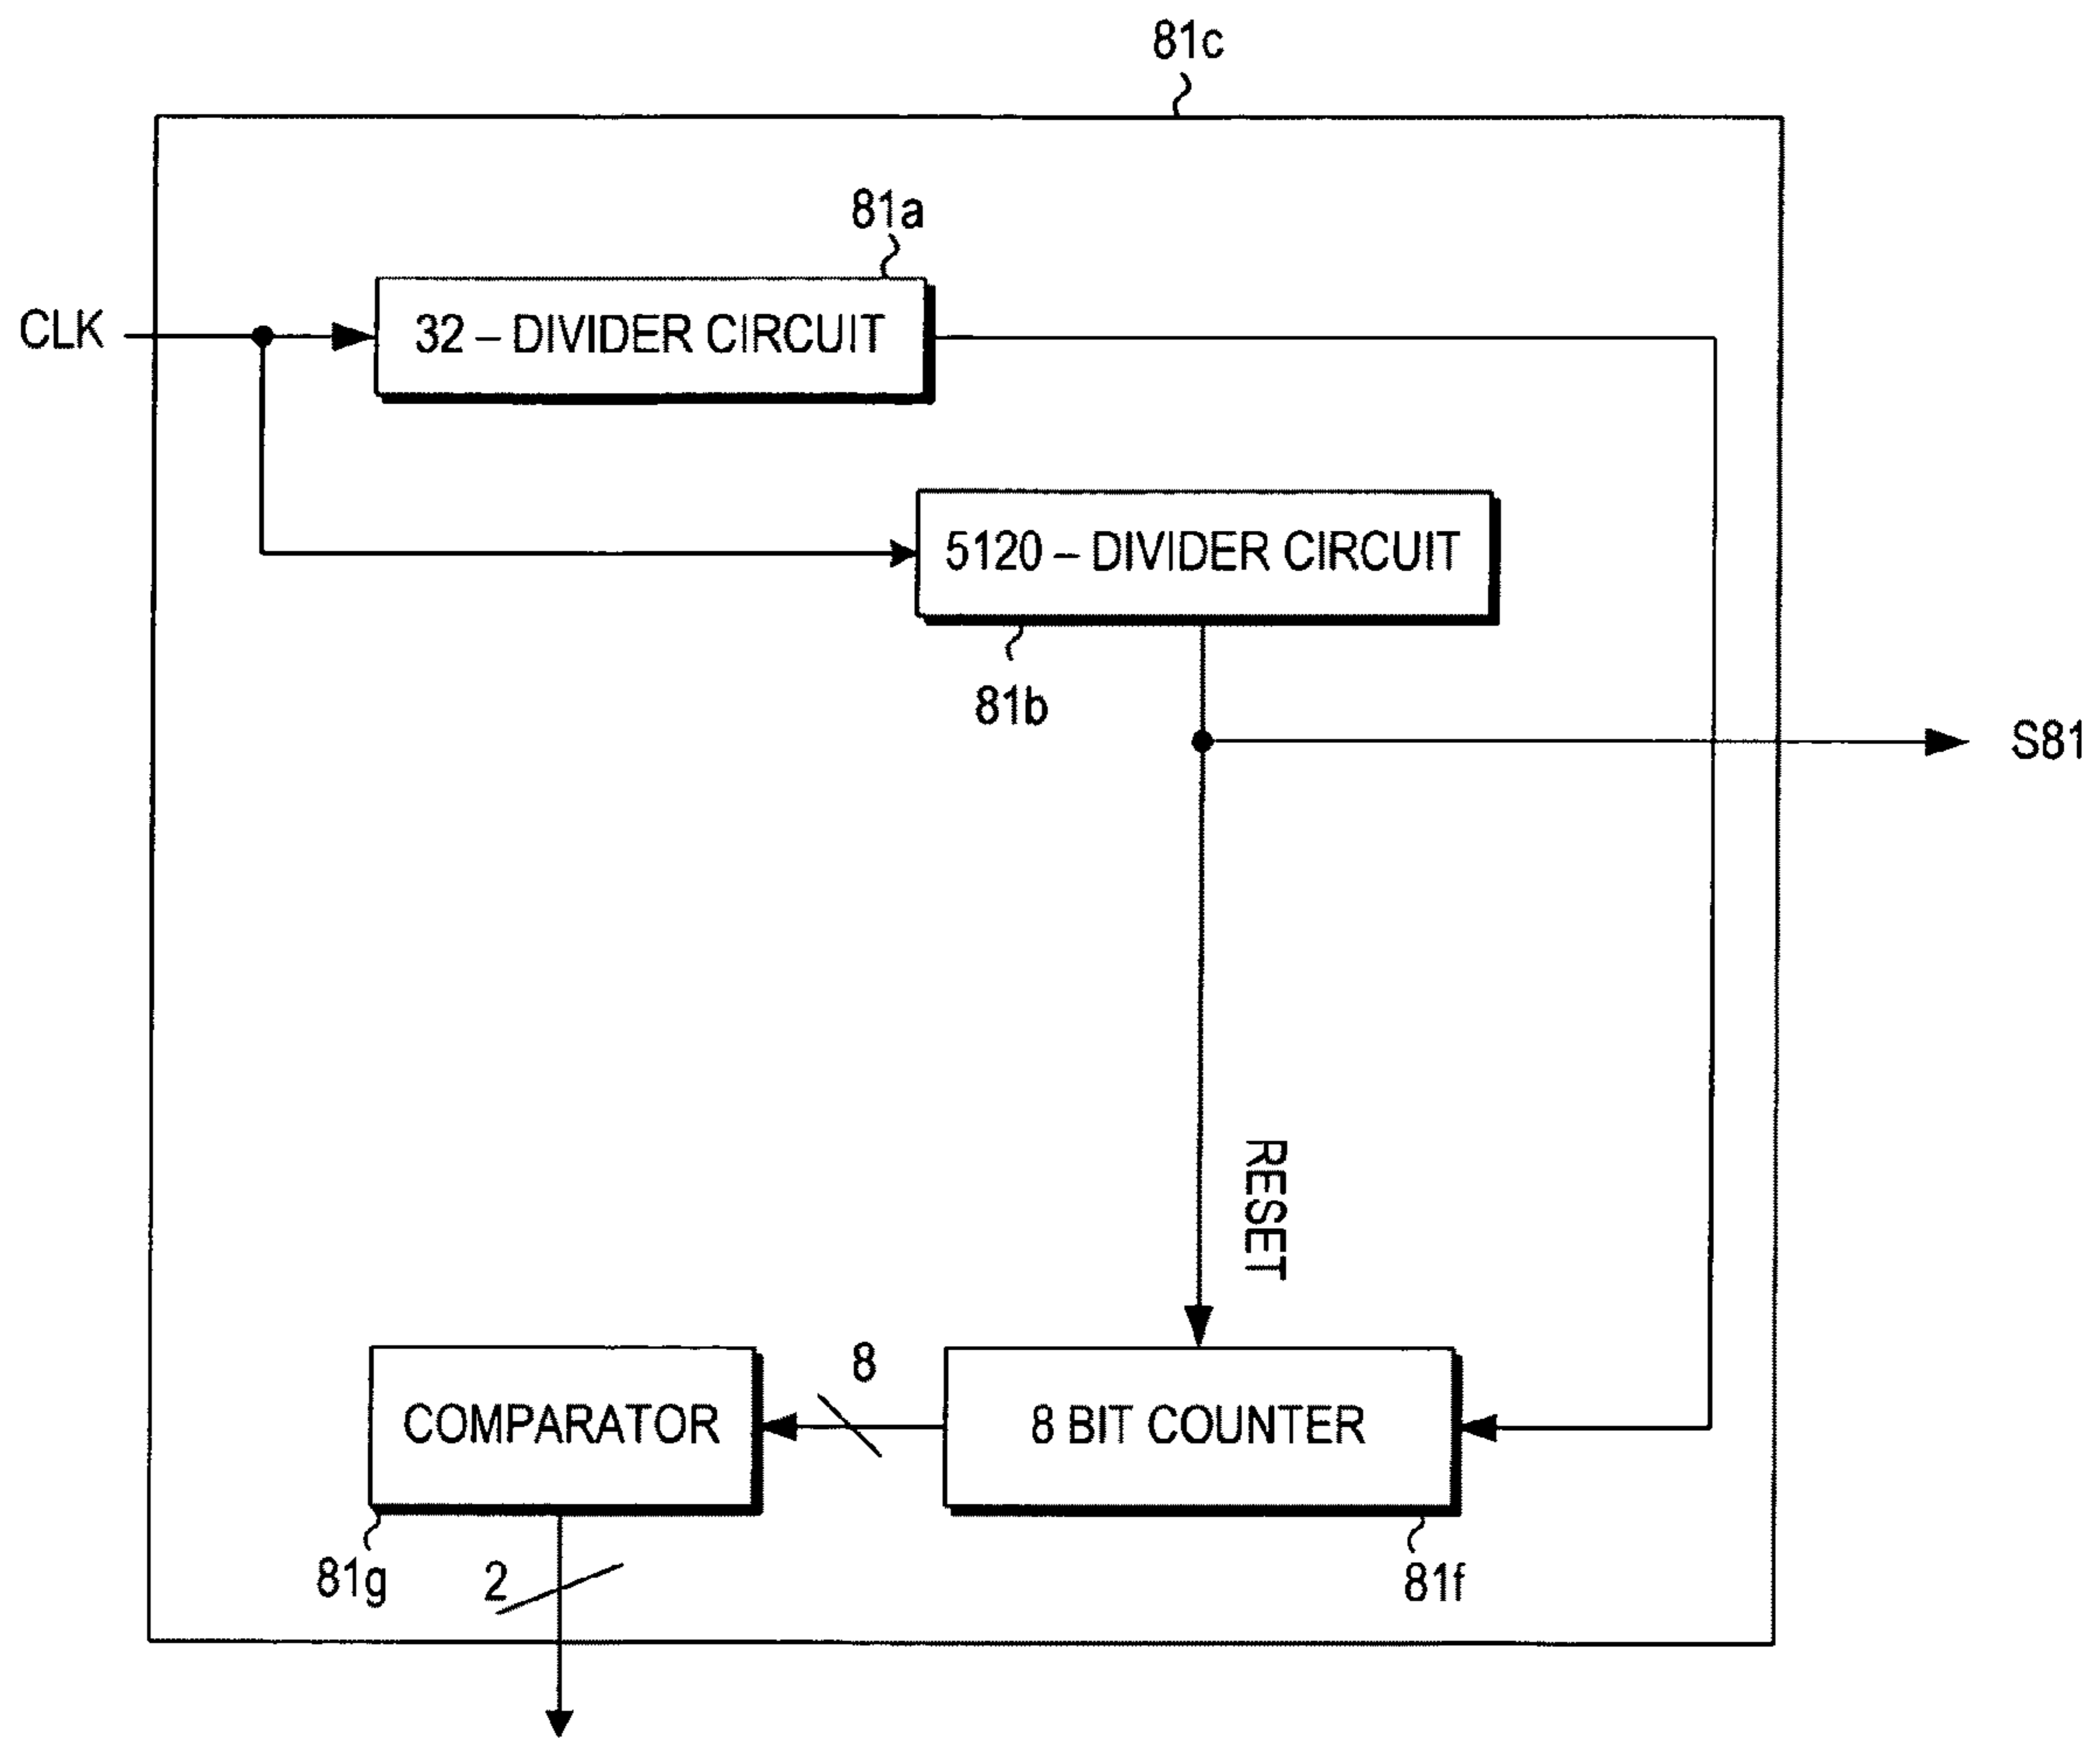 81c
81a
CLK
32 – DIVIDER CIRCUIT
5120 – DIVIDER CIRCUIT
81b
S81
RESET
8
COMPARATOR
8 BIT COUNTER
81g
2
81f